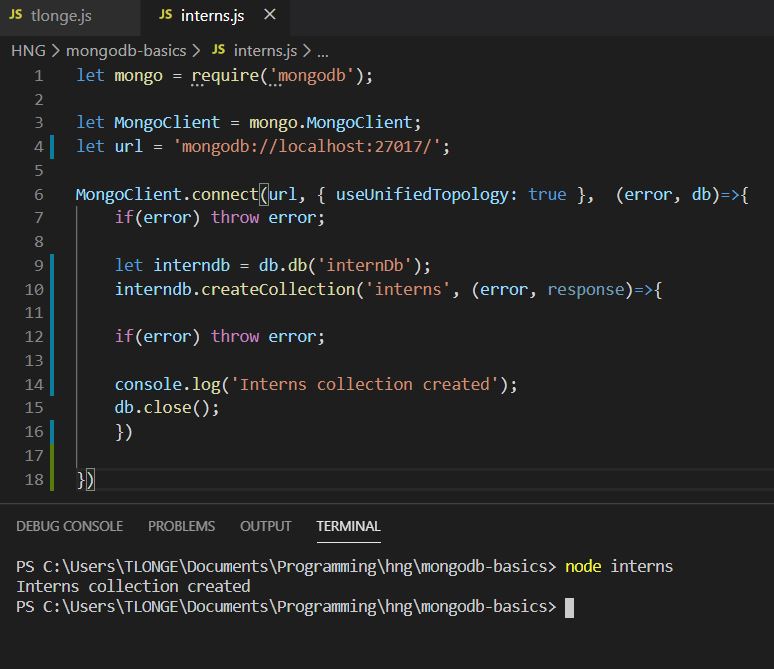 JS tlonge.js JS interns.js ×
HNG > mongodb-basics > JS interns.js > ...
1 let mongo = require('mongodb');
2
3 let MongoClient = mongo.MongoClient;
4 let url = 'mongodb://localhost:27017/';
5
6 MongoClient.connect(url, { useUnifiedTopology: true }, (error, db)=>{
7 if(error) throw error;
8
9 let interndb = db.db('internDb');
10 interndb.createCollection('interns', (error, response)=>{
11
12 if(error) throw error;
13
14 console.log('Interns collection created');
15 db.close();
16 })
17
18 })
DEBUG CONSOLE PROBLEMS OUTPUT TERMINAL
PS C:\Users\TLONGE\Documents\Programming\hng\mongodb-basics> node interns
Interns collection created
PS C:\Users\TLONGE\Documents\Programming\hng\mongodb-basics>